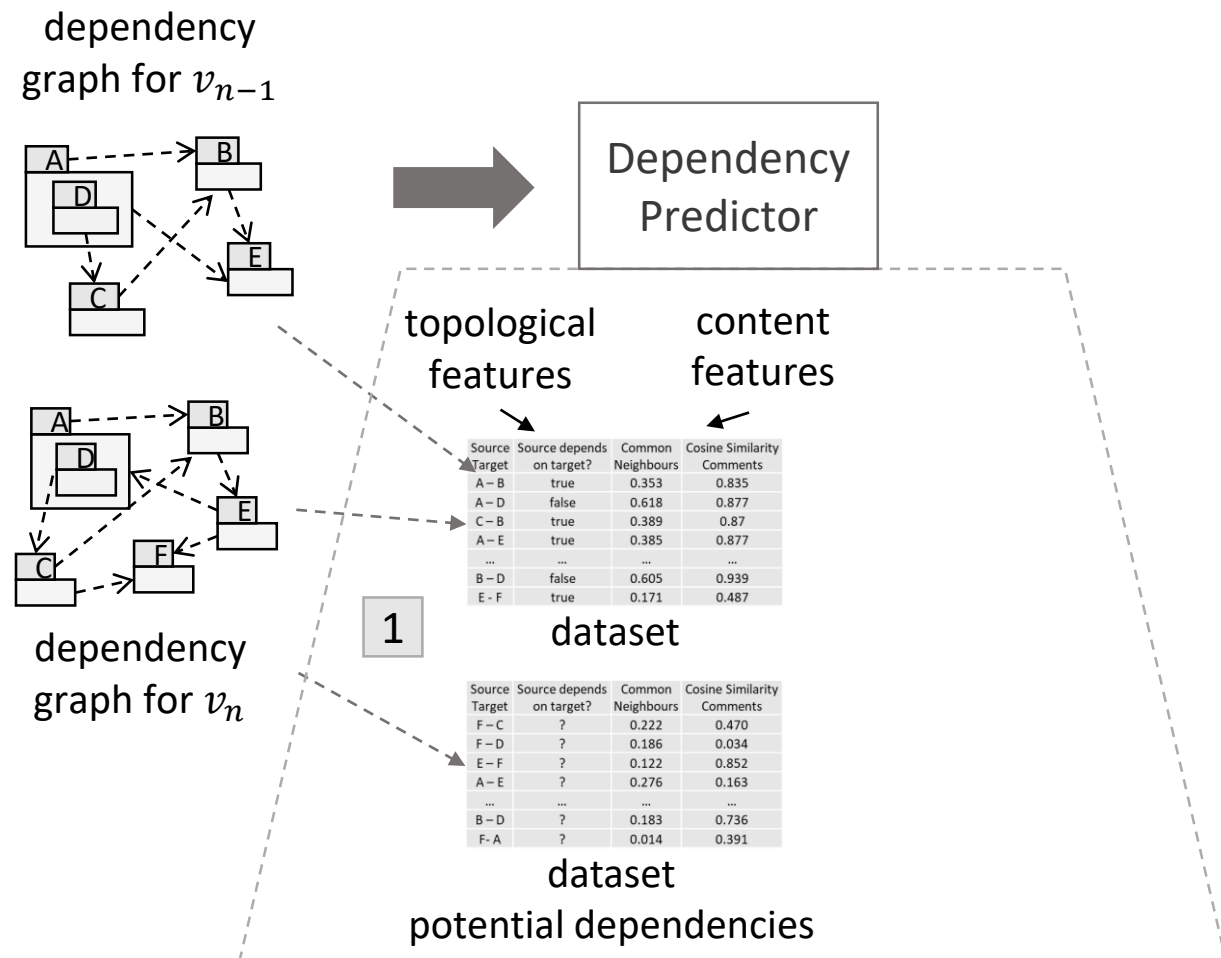 dependency
graph for vₙ₋₁
A
B
D
E
C
Dependency
Predictor
topological
features
content
features
A
B
D
E
C
F
dependency
graph for vₙ
Source Target Source depends on target? Common Neighbours Cosine Similarity Comments
A – B true 0.353 0.835
A – D false 0.618 0.877
C – B true 0.389 0.87
A – E true 0.385 0.877
... ... ... ...
B – D false 0.605 0.939
E - F true 0.171 0.487
1
dataset
Source Target Source depends on target? Common Neighbours Cosine Similarity Comments
F – C ? 0.222 0.470
F – D ? 0.186 0.034
E – F ? 0.122 0.852
A – E ? 0.276 0.163
... ... ... ...
B – D ? 0.183 0.736
F- A ? 0.014 0.391
dataset
potential dependencies